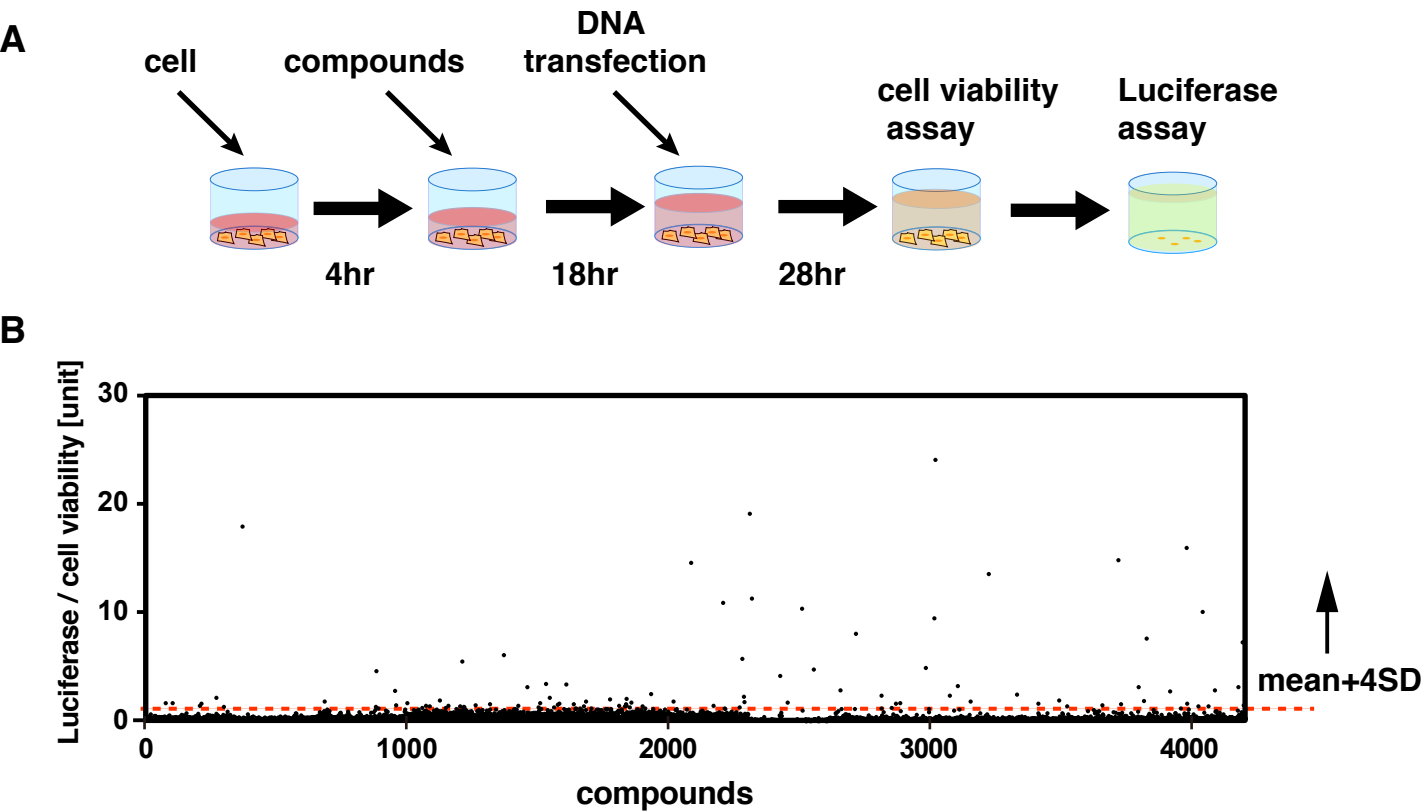 A
cell
compounds
DNA
transfection
cell viability
assay
Luciferase
assay
4hr
18hr
28hr
B
Luciferase / cell viability [unit]
30
20
10
0
mean+4SD
0
1000
2000
3000
4000
compounds